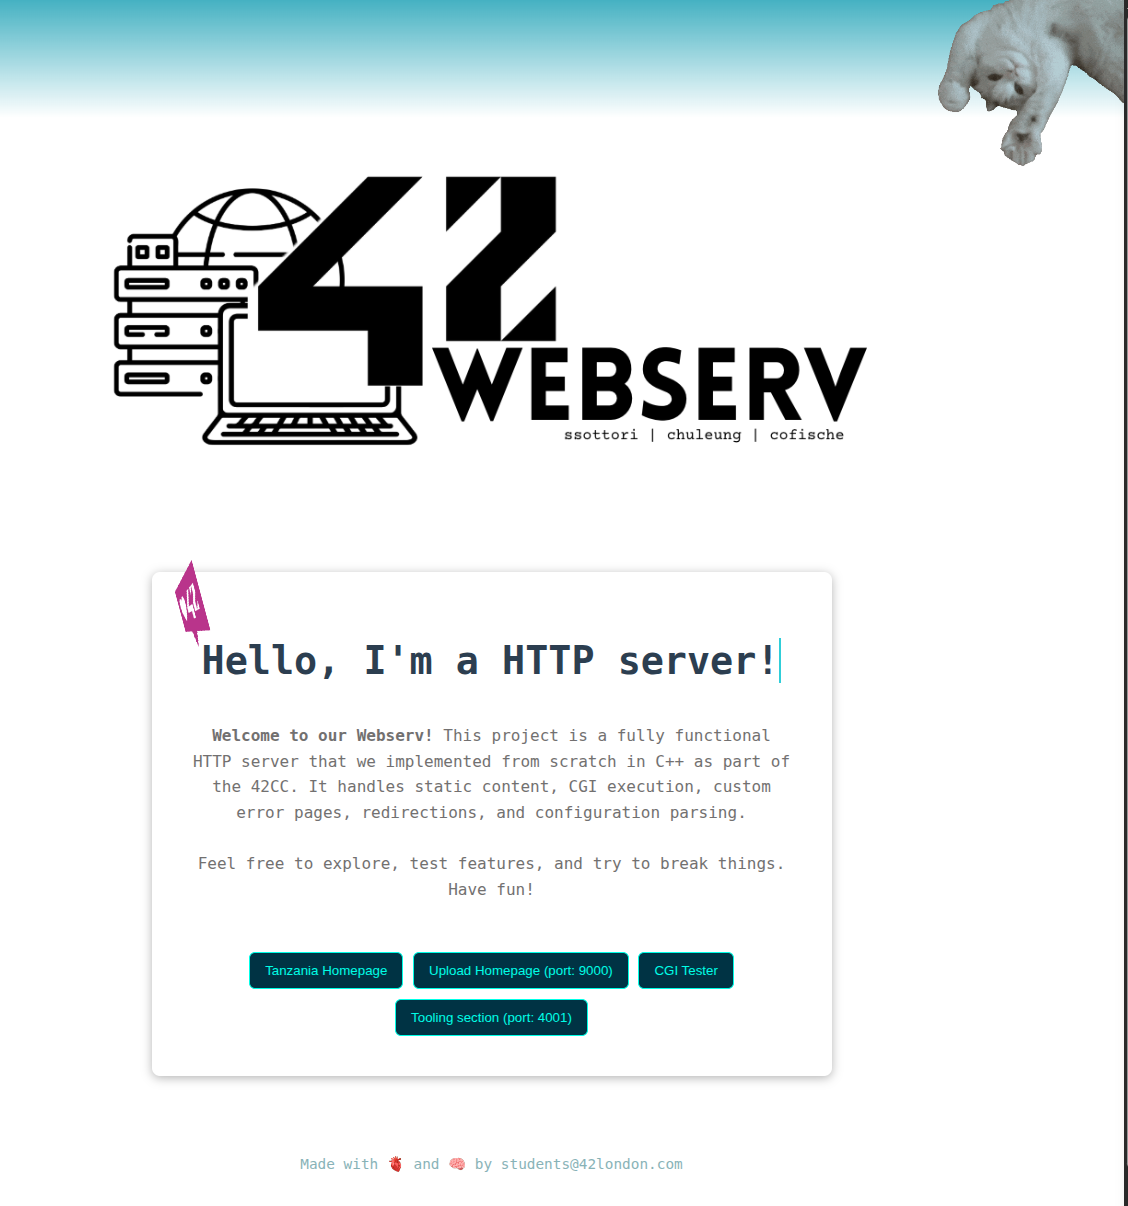 42
WEBSERV
ssottori | chuleung | cofische
42
Hello, I'm a HTTP server!
Welcome to our Webserv! This project is a fully functional
HTTP server that we implemented from scratch in C++ as part of
the 42CC. It handles static content, CGI execution, custom
error pages, redirections, and configuration parsing.
Feel free to explore, test features, and try to break things.
Have fun!
Tanzania Homepage
Upload Homepage (port: 9000)
CGI Tester
Tooling section (port: 4001)
Made with 🫀 and 🧠 by students@42london.com